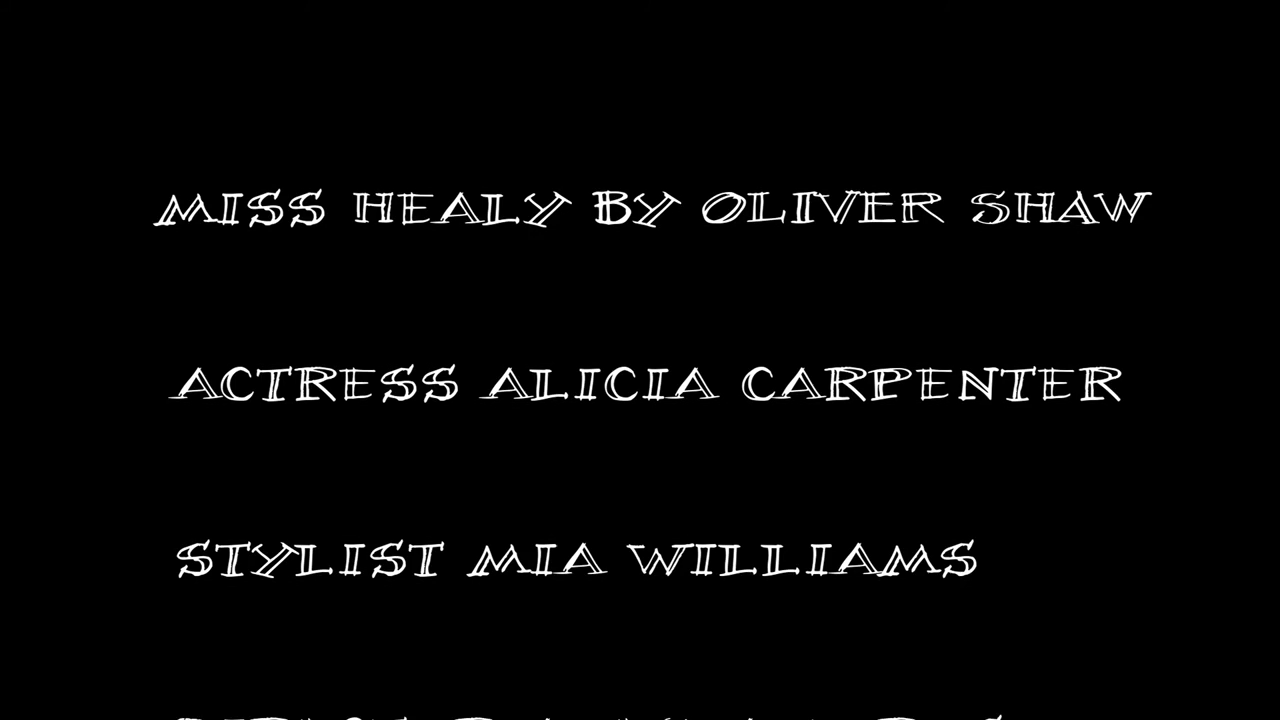 MISS HEALY BY OLIVER SHAW
ACTRESS ALICIA CARPENTER
STYLIST MIA WILLIAMS